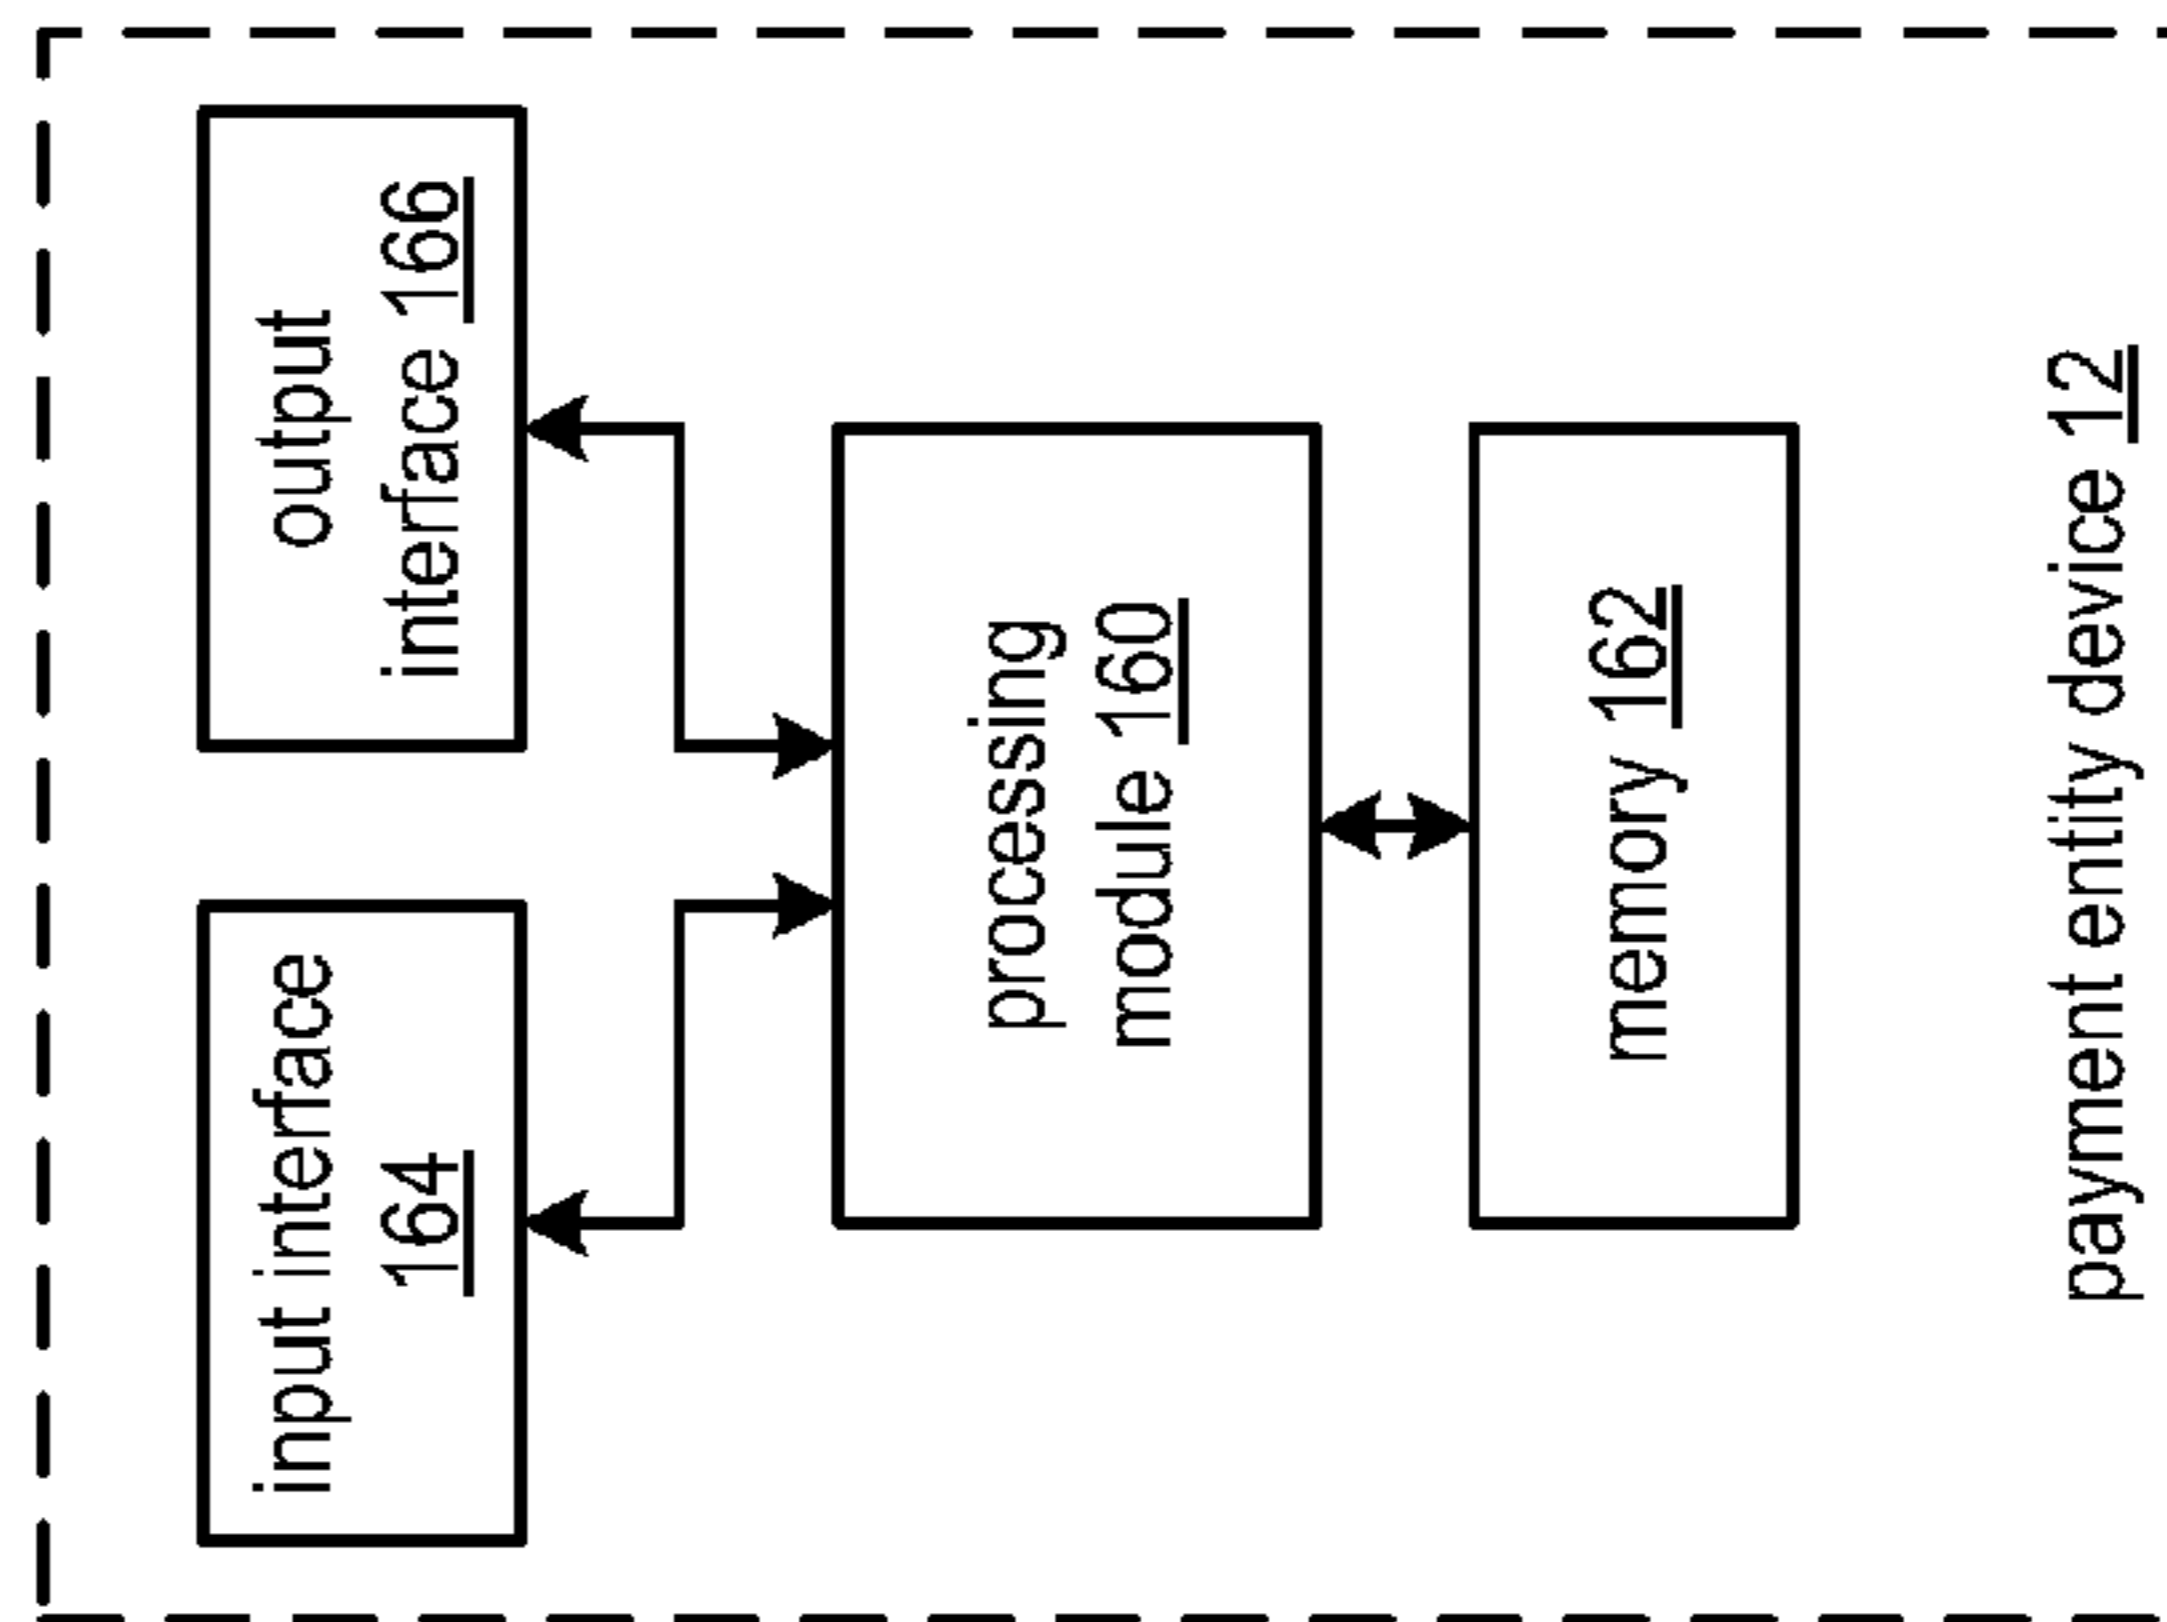 input interface
164
output
interface 166
processing
module 160
memory 162
payment entity device 12